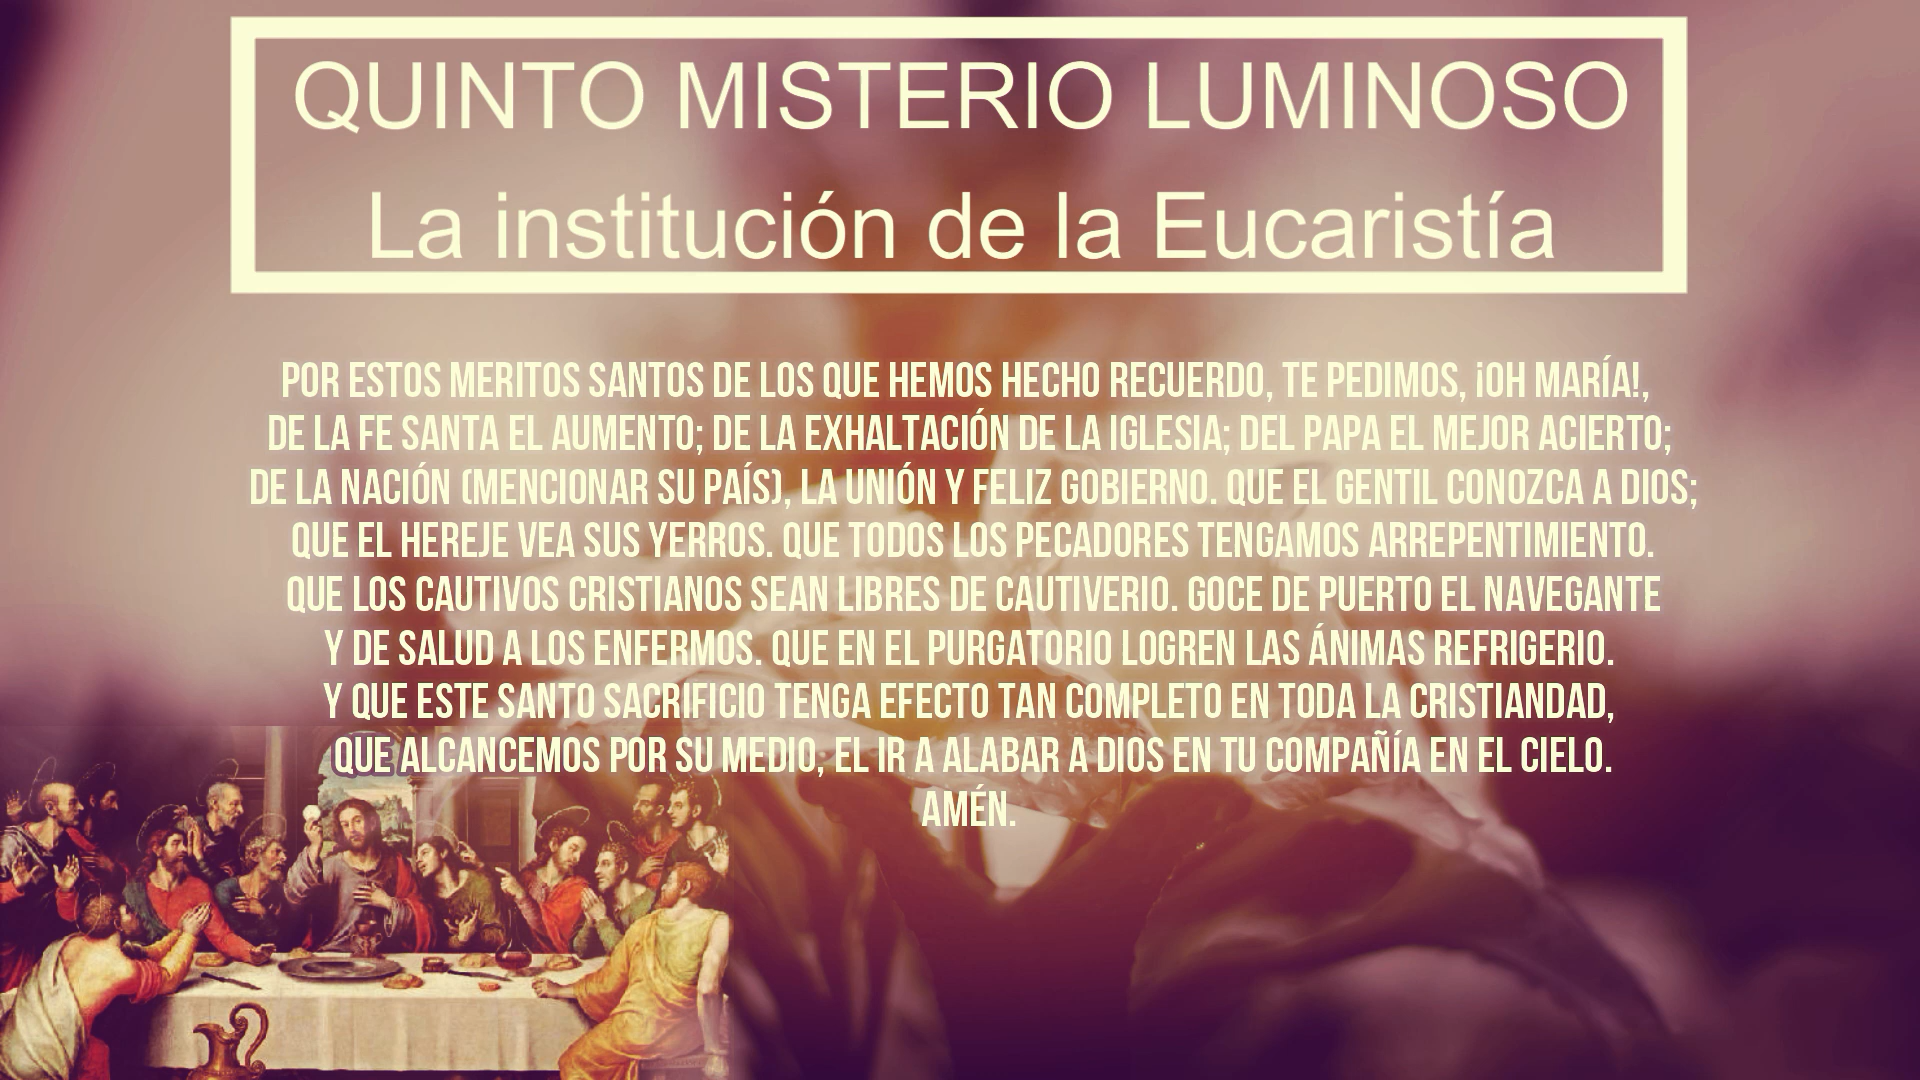 QUINTO MISTERIO LUMINOSO
La institución de la Eucaristía
POR ESTOS MERITOS SANTOS DE LOS QUE HEMOS HECHO RECUERDO, TE PEDIMOS, ¡OH MARÍA!,
DE LA FE SANTA EL AUMENTO; DE LA EXHALTACIÓN DE LA IGLESIA; DEL PAPA EL MEJOR ACIERTO;
DE LA NACIÓN (MENCIONAR SU PAÍS), LA UNIÓN Y FELIZ GOBIERNO. QUE EL GENTIL CONOZCA A DIOS;
QUE EL HEREJE VEA SUS YERROS. QUE TODOS LOS PECADORES TENGAMOS ARREPENTIMIENTO.
QUE LOS CAUTIVOS CRISTIANOS SEAN LIBRES DE CAUTIVERIO. GOCE DE PUERTO EL NAVEGANTE
Y DE SALUD A LOS ENFERMOS. QUE EN EL PURGATORIO LOGREN LAS ÁNIMAS REFRIGERIO.
Y QUE ESTE SANTO SACRIFICIO TENGA EFECTO TAN COMPLETO EN TODA LA CRISTIANDAD,
QUE ALCANCEMOS POR SU MEDIO, EL IR A ALABAR A DIOS EN TU COMPAÑÍA EN EL CIELO.
AMÉN.